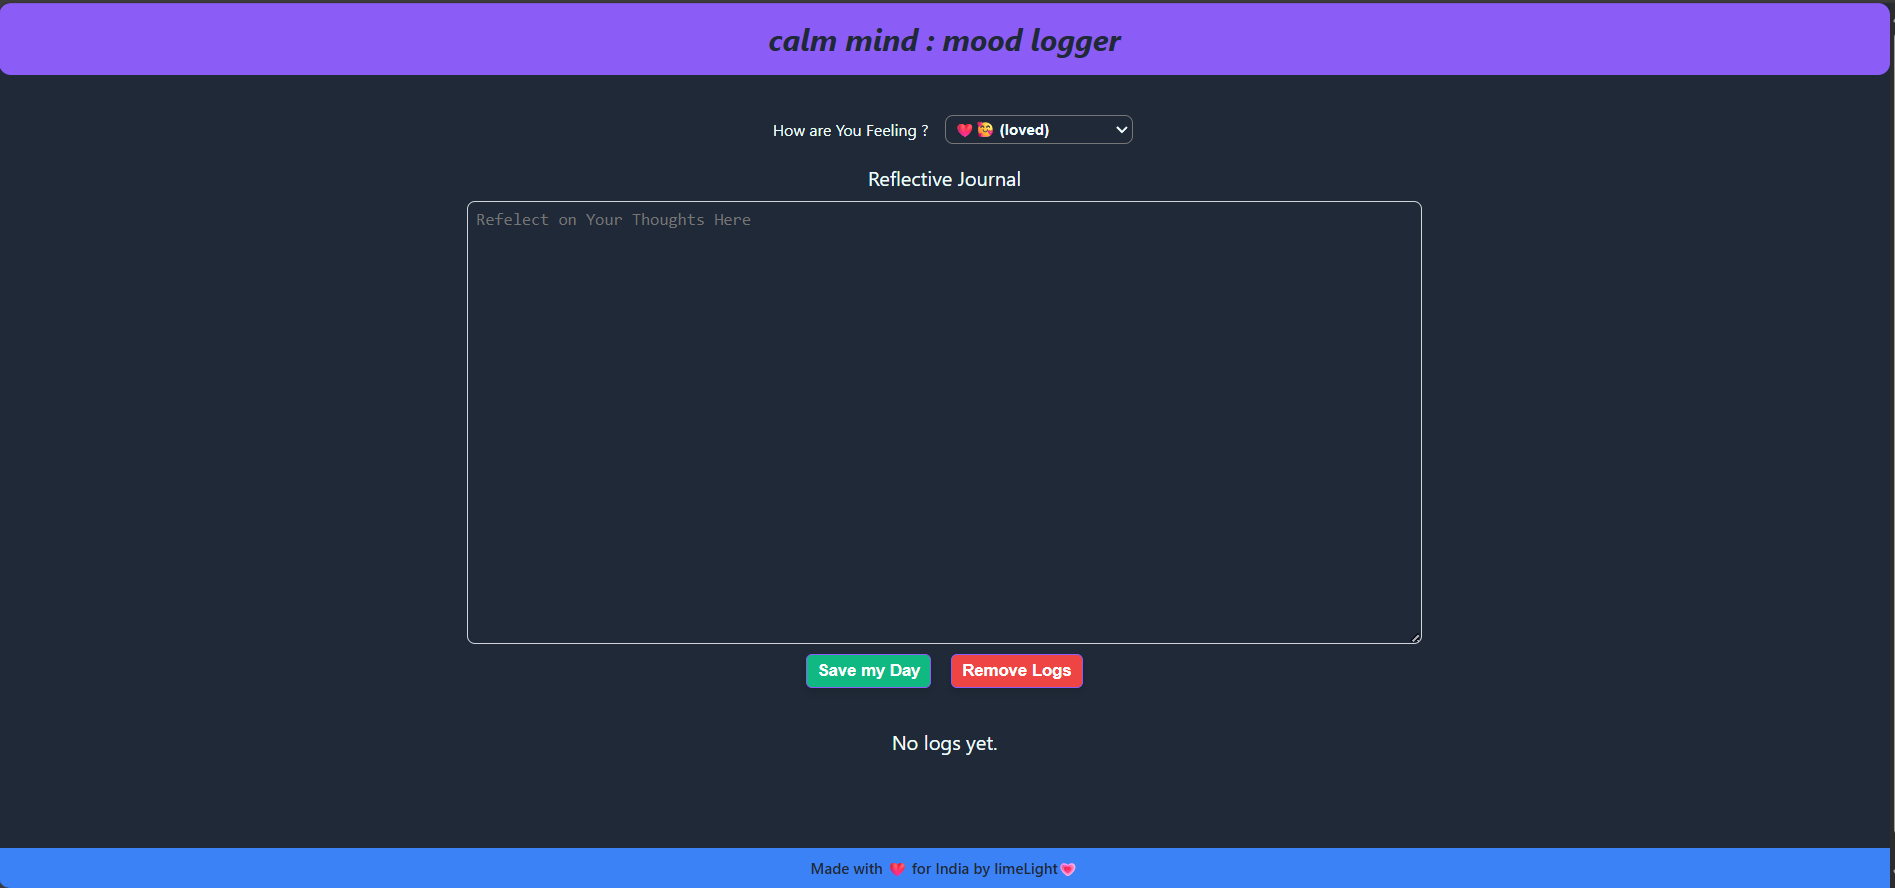 calm mind : mood logger
How are You Feeling ? ❤️ 🥰 (loved)
Reflective Journal
Refelect on Your Thoughts Here
Save my Day Remove Logs
No logs yet.
Made with ❤️ for India by limeLight💗